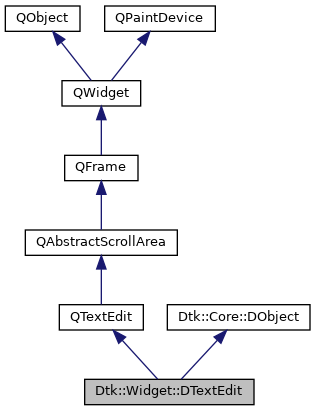 QObject
QPaintDevice
QWidget
QFrame
QAbstractScrollArea
QTextEdit
Dtk::Core::DObject
Dtk::Widget::DTextEdit